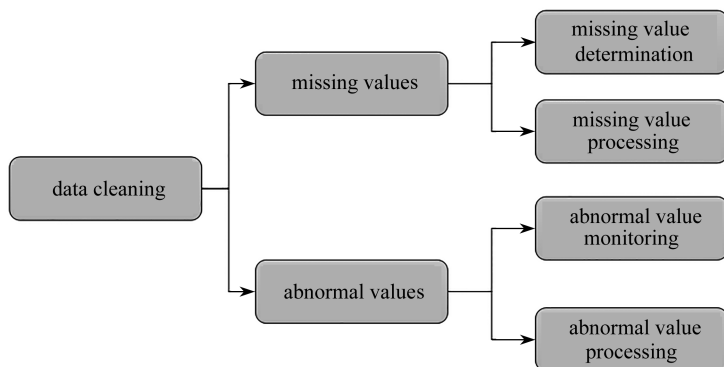 missing value
determination
missing values
missing value
processing
data cleaning
abnormal value
monitoring
abnormal values
abnormal value
processing